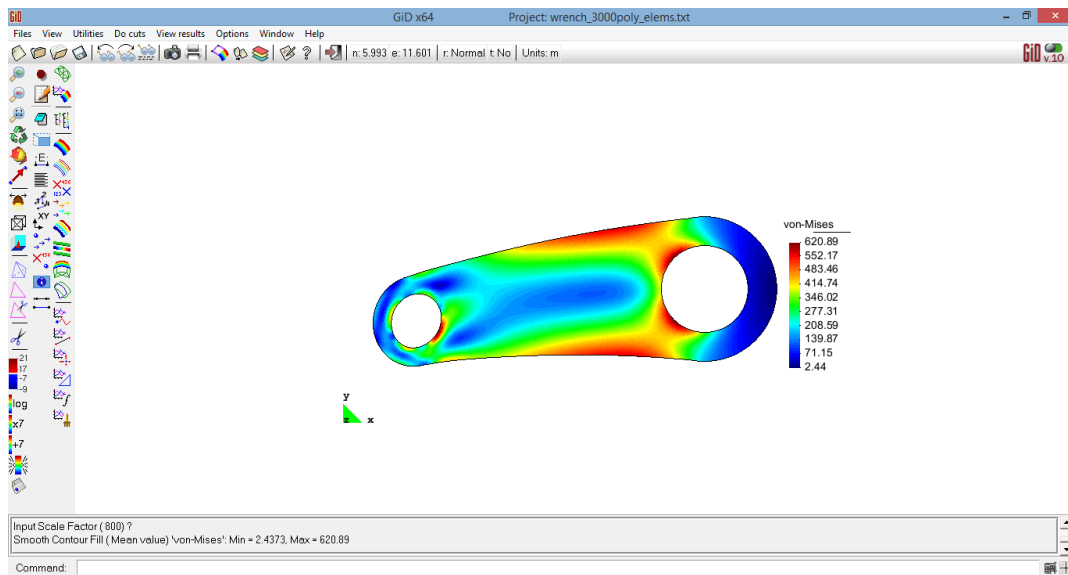 GiD
GiD x64
Project: wrench_3000poly_elems.txt
Files View Utilities Do cuts View results Options Window Help
n: 5.993 e: 11.601 r: Normal t: No Units: m
GiD v.10
von-Mises
620.89
552.17
483.46
414.74
346.02
277.31
208.59
139.87
71.15
2.44
y
z x
E
XY
21
17
-7
-9
log
x7
+7
Input Scale Factor ( 800) ?
Smooth Contour Fill ( Mean value) 'von-Mises': Min = 2.4373, Max = 620.89
Command: